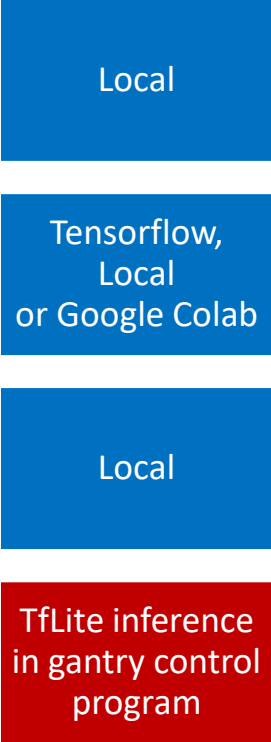 Local
Tensorflow,
Local
or Google Colab
Local
TfLite inference
in gantry control
program